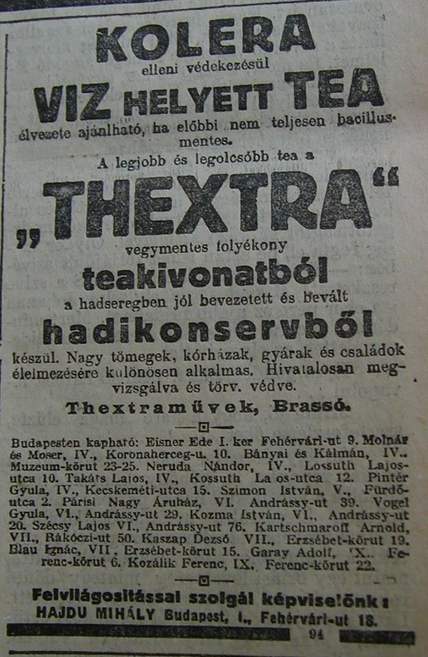 KOLERA
elleni védekezésül
VIZ HELYETT TEA
élvezete ajánlható, ha előbbi nem teljesen bacillus-
mentes.
A legjobb és legolcsóbb tea a
„THEXTRA“
vegymentes folyékony
teakivonatból
a hadseregben jól bevezetett és bevált
hadikonservből
készül. Nagy tömegek, kórházak, gyárak és családok
élelmezésére különösen alkalmas. Hivatalosan meg-
vizsgálva és törv. védve.
Thextraművek, Brassó.
Budapesten kapható: Eisner Ede I. ker Fehérvári-ut 9. Molnár
és Moser, IV., Koronaherceg-u. 10. Bányai és Kálmán, IV.,
Muzeum-körut 23-25. Neruda Nándor, IV., Kossuth Lajos-
utca 10. Takáts Lajos, IV., Kossuth La os-utca 12. Pintér
Gyula, IV., Kecskeméti-utca 15. Szimon István, V., Fürdő-
utca 2. Párisi Nagy Áruház, VI. Andrássy-ut 39. Vogel
Gyula, VI., Andrássy-ut 29. Kozma István, VI., Andrássy-ut
20. Szécsy Lajos VI., Andrássy-ut 76. Kartschmaroff Arnold,
VII., Rákóczi-ut 50. Kaszap Dezső VII., Erzsébet-körut 19.
Blau Ignác, VII., Erzsébet-körut 15. Garay Adolf, Fe-
renc-körut 6. Kozálik Ferenc, IX. Ferenc-körut 22.
Felvilágositással szolgál képviselőnk:
HAJDU MIHÁLY Budapest, I., Fehérvári-ut 18.
94